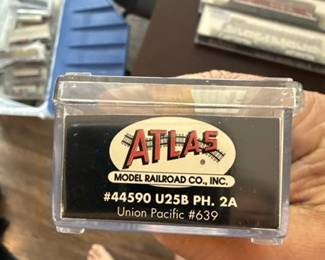 ATLAS
®
MODEL RAILROAD CO., INC.
#44590 U25B PH. 2A
Union Pacific #639